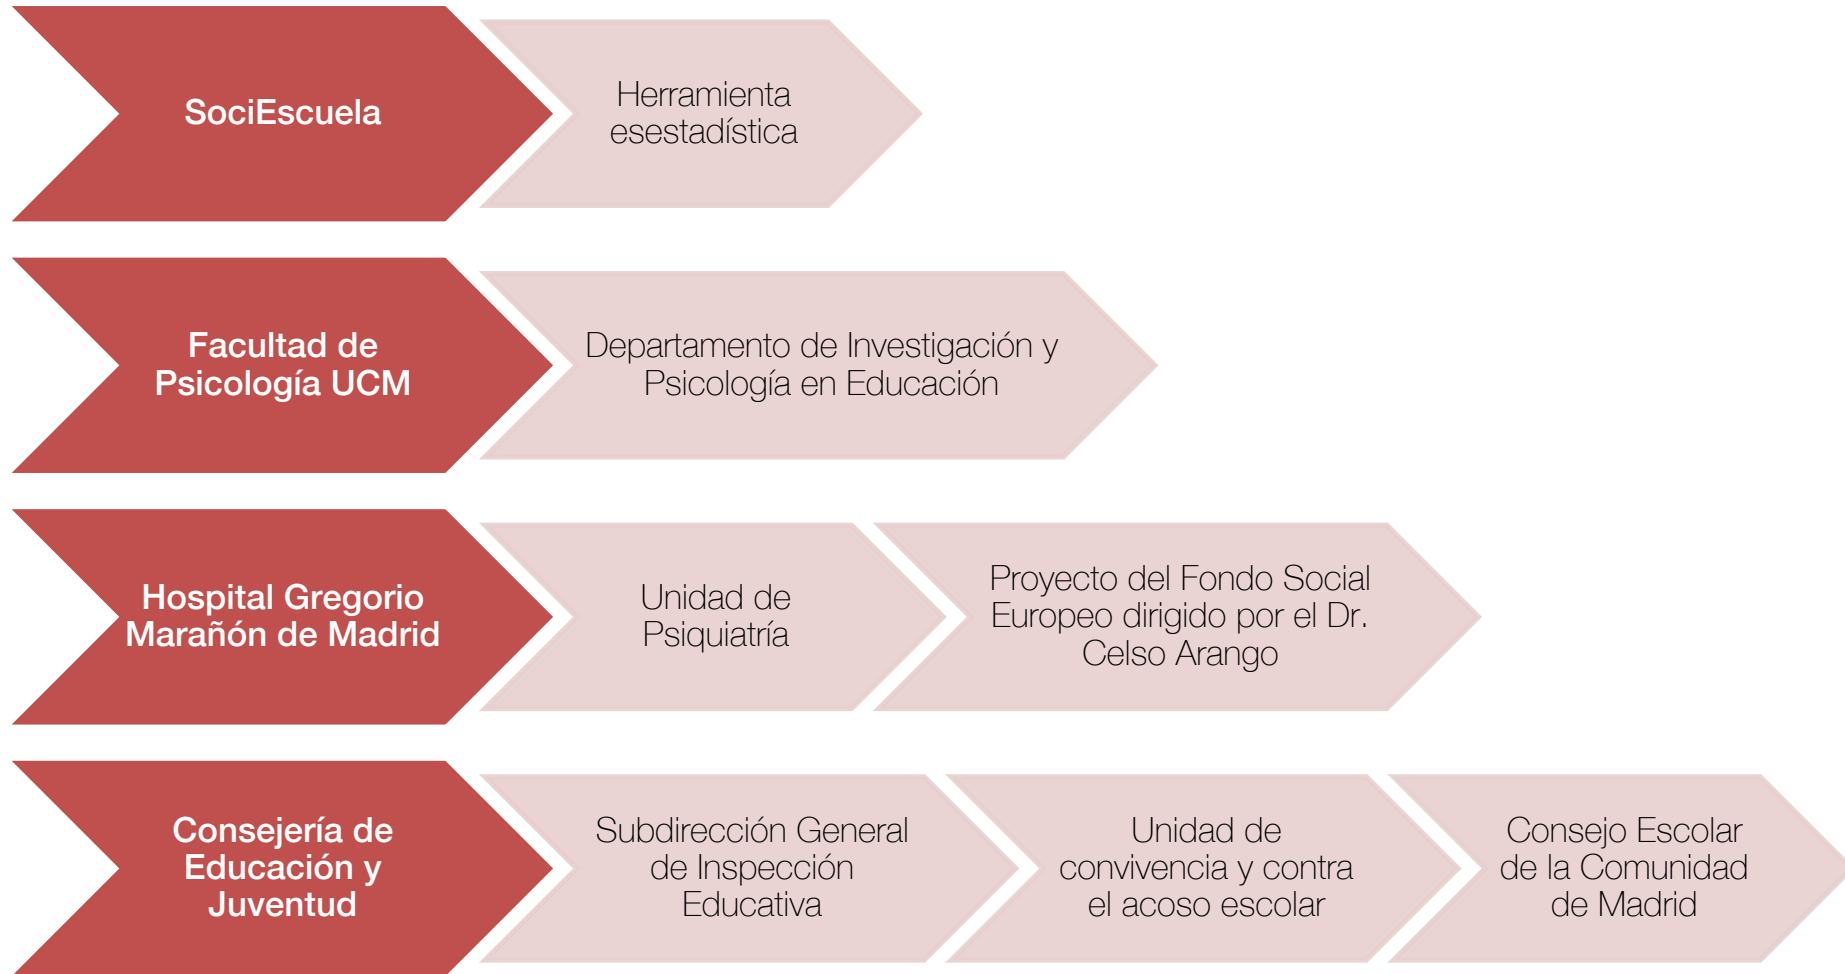 SociEscuela
Herramienta
esestadística
Facultad de
Psicología UCM
Departamento de Investigación y
Psicología en Educación
Hospital Gregorio
Marañón de Madrid
Unidad de
Psiquiatría
Proyecto del Fondo Social
Europeo dirigido por el Dr.
Celso Arango
Consejería de
Educación y
Juventud
Subdirección General
de Inspección
Educativa
Unidad de
convivencia y contra
el acoso escolar
Consejo Escolar
de la Comunidad
de Madrid